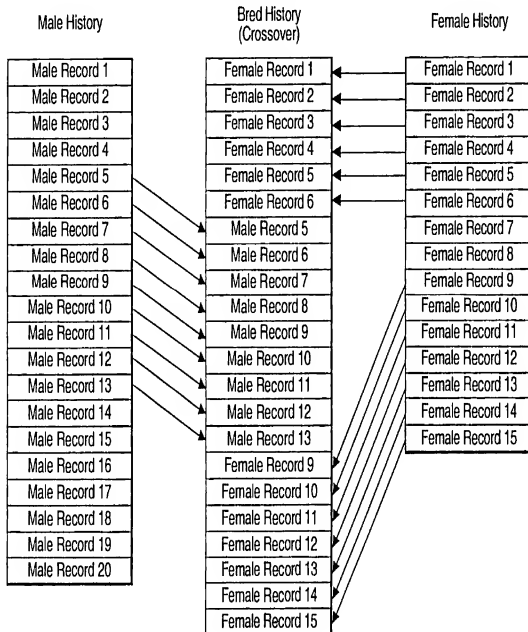 Male History
Male Record 1
Male Record 2
Male Record 3
Male Record 4
Male Record 5
Male Record 6
Male Record 7
Male Record 8
Male Record 9
Male Record 10
Male Record 11
Male Record 12
Male Record 13
Male Record 14
Male Record 15
Male Record 16
Male Record 17
Male Record 18
Male Record 19
Male Record 20
Bred History
(Crossover)
Female Record 1
Female Record 2
Female Record 3
Female Record 4
Female Record 5
Female Record 6
Male Record 5
Male Record 6
Male Record 7
Male Record 8
Male Record 9
Male Record 10
Male Record 11
Male Record 12
Male Record 13
Female Record 9
Female Record 10
Female Record 11
Female Record 12
Female Record 13
Female Record 14
Female Record 15
Female History
Female Record 1
Female Record 2
Female Record 3
Female Record 4
Female Record 5
Female Record 6
Female Record 7
Female Record 8
Female Record 9
Female Record 10
Female Record 11
Female Record 12
Female Record 13
Female Record 14
Female Record 15